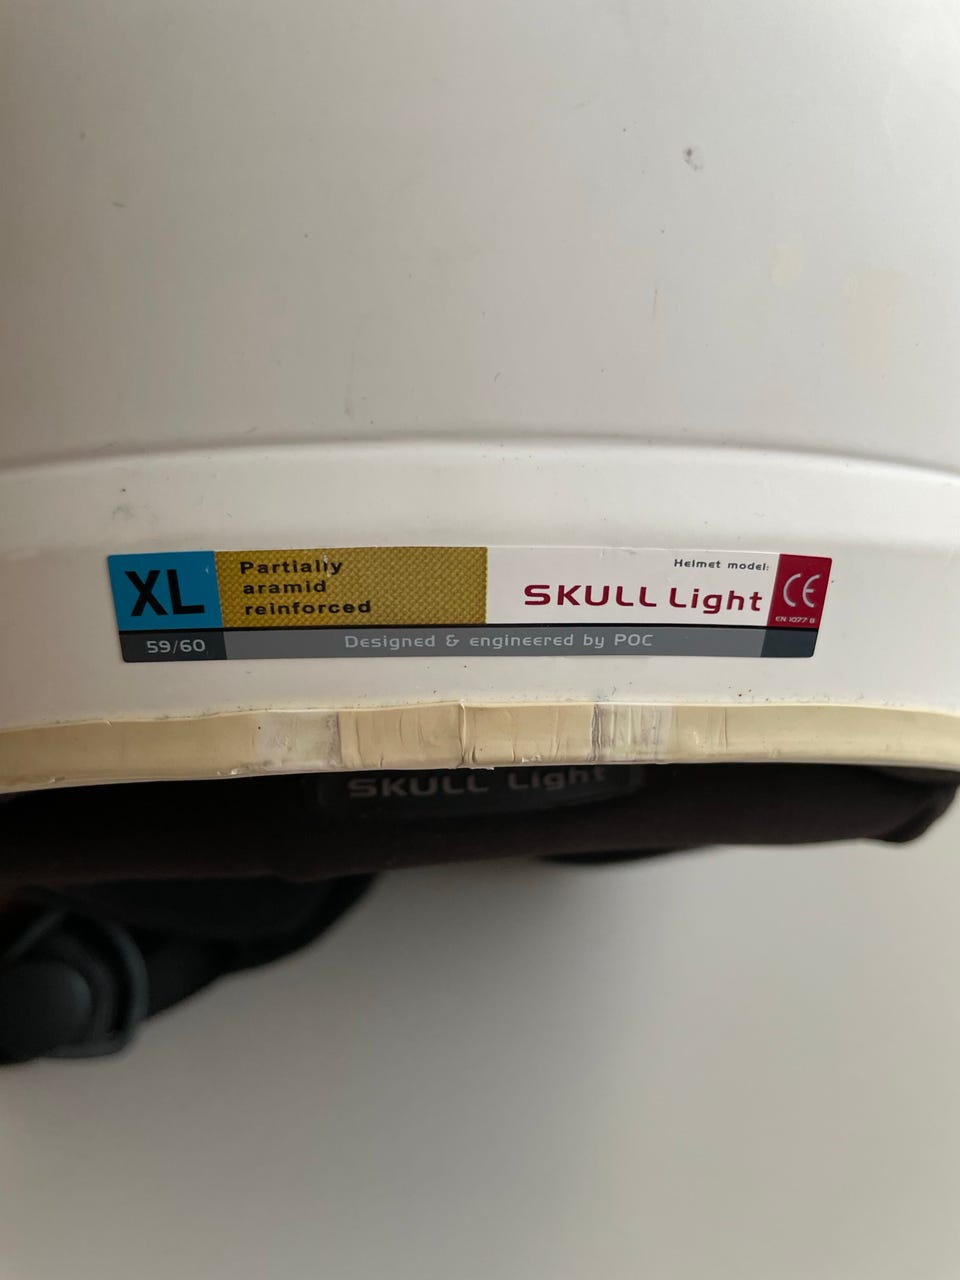 XL
Partially
aramid
reinforced
Helmet model:
SKULL Light
CE
EN 1077 B
59/60
Designed & engineered by POC
SKULL Light